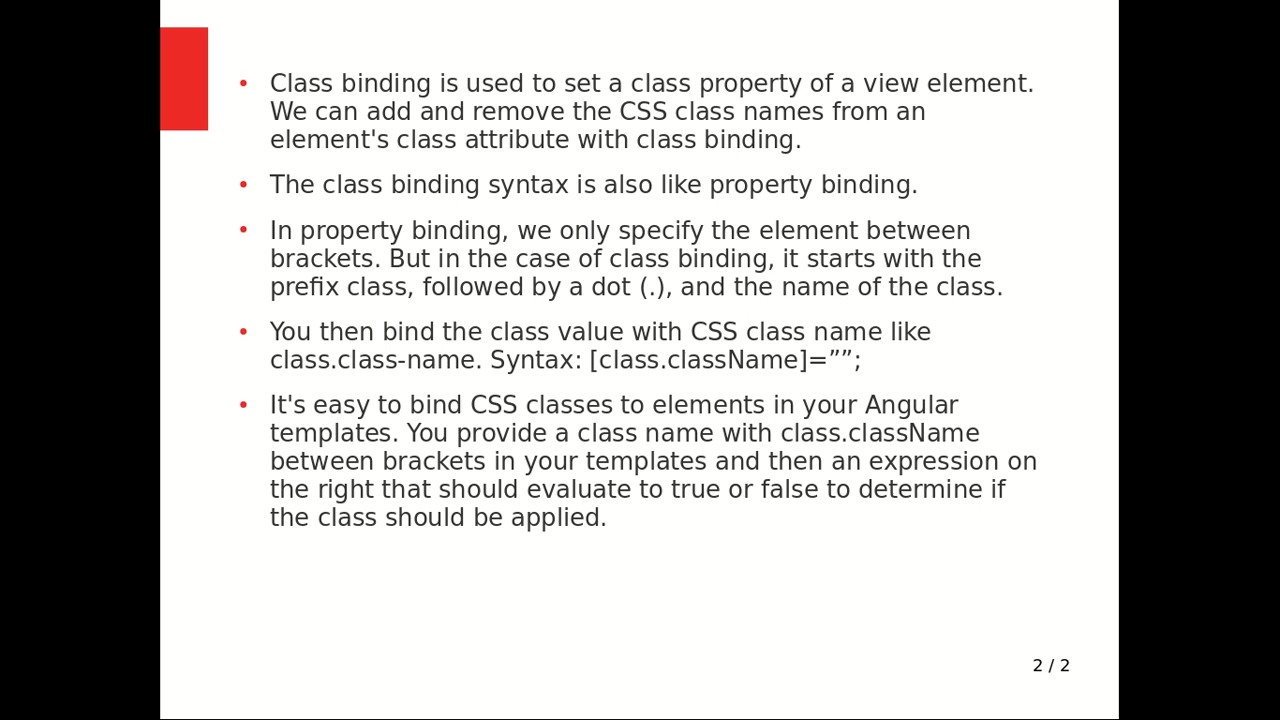 • Class binding is used to set a class property of a view element.
We can add and remove the CSS class names from an
element's class attribute with class binding.
• The class binding syntax is also like property binding.
• In property binding, we only specify the element between
brackets. But in the case of class binding, it starts with the
prefix class, followed by a dot (.), and the name of the class.
• You then bind the class value with CSS class name like
class.class-name. Syntax: [class.className]=””;
• It's easy to bind CSS classes to elements in your Angular
templates. You provide a class name with class.className
between brackets in your templates and then an expression on
the right that should evaluate to true or false to determine if
the class should be applied.
2 / 2